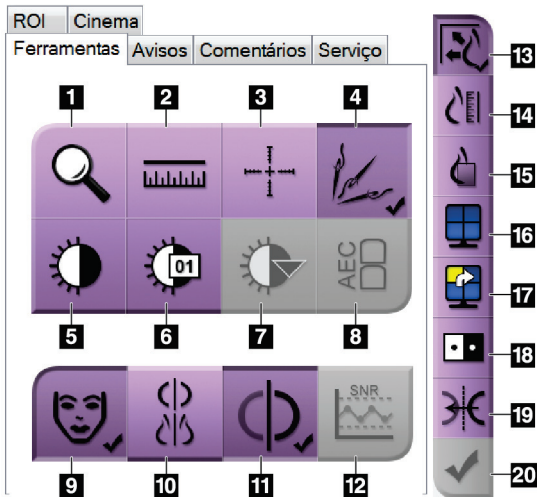 ROI Cinema
Ferramentas Avisos Comentários Serviço
1 2 3 4
01
AEC
5 6 7 8
SNR
9 10 11 12
13
14
15
16
17
18
19
20